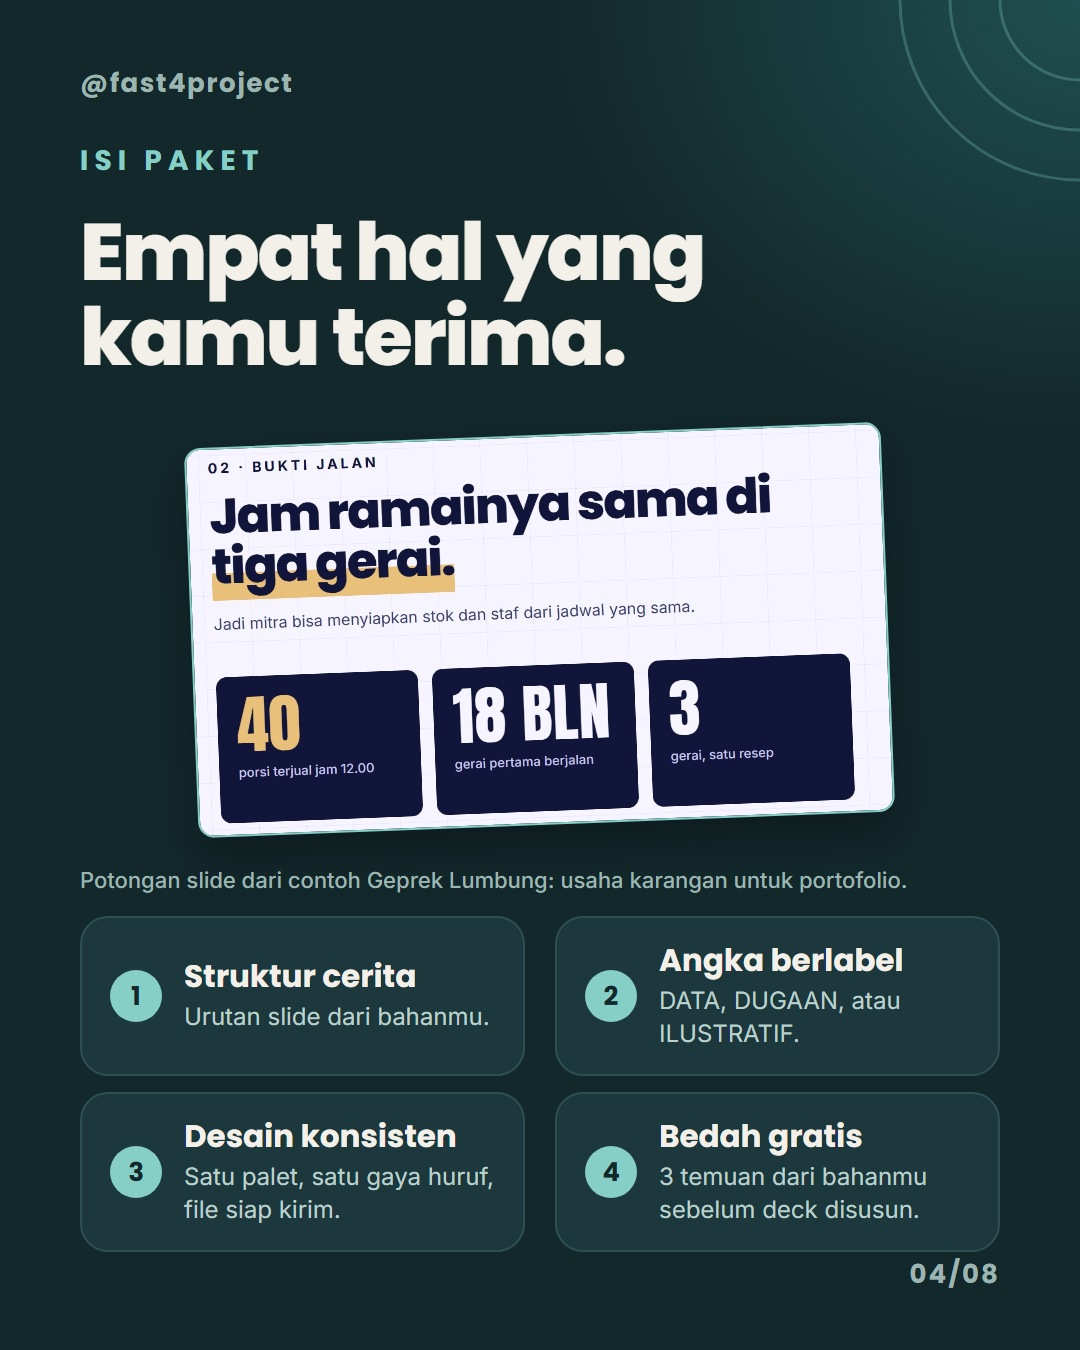 @fast4project
ISI PAKET
Empat hal yang
kamu terima.
02 · BUKTI JALAN
Jam ramainya sama di
tiga gerai.
Jadi mitra bisa menyiapkan stok dan staf dari jadwal yang sama.
40
porsi terjual jam 12.00
18 BLN
gerai pertama berjalan
3
gerai, satu resep
Potongan slide dari contoh Geprek Lumbung: usaha karangan untuk portofolio.
1
Struktur cerita
Urutan slide dari bahanmu.
2
Angka berlabel
DATA, DUGAAN, atau
ILUSTRATIF.
3
Desain konsisten
Satu palet, satu gaya huruf,
file siap kirim.
4
Bedah gratis
3 temuan dari bahanmu
sebelum deck disusun.
04/08